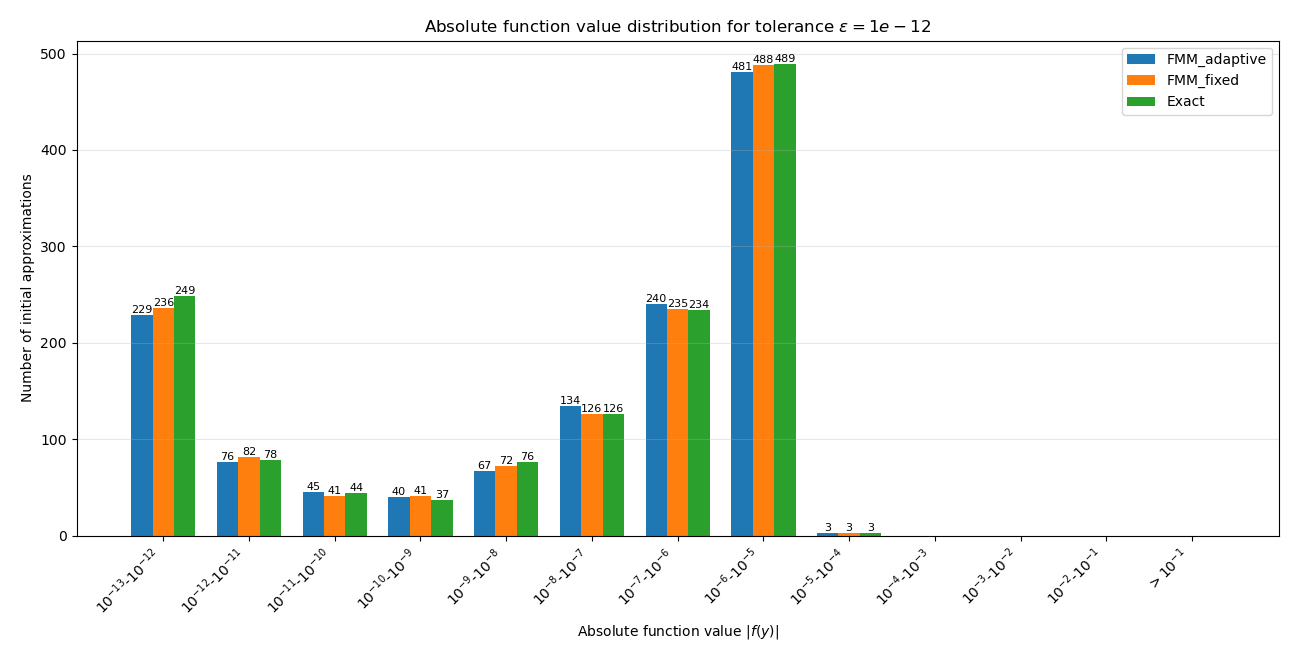 Absolute function value distribution for tolerance ε = 1e − 12
Number of initial approximations
500
400
300
200
100
0
FMM_adaptive
FMM_fixed
Exact
229 236 249
76 82 78
45 41 44
40 41 37
67 72 76
134 126 126
240 235 234
481 488 489
3 3 3
10⁻¹³-10⁻¹²
10⁻¹²-10⁻¹¹
10⁻¹¹-10⁻¹⁰
10⁻¹⁰-10⁻⁹
10⁻⁹-10⁻⁸
10⁻⁸-10⁻⁷
10⁻⁷-10⁻⁶
10⁻⁶-10⁻⁵
10⁻⁵-10⁻⁴
10⁻⁴-10⁻³
10⁻³-10⁻²
10⁻²-10⁻¹
> 10⁻¹
Absolute function value |f(y)|